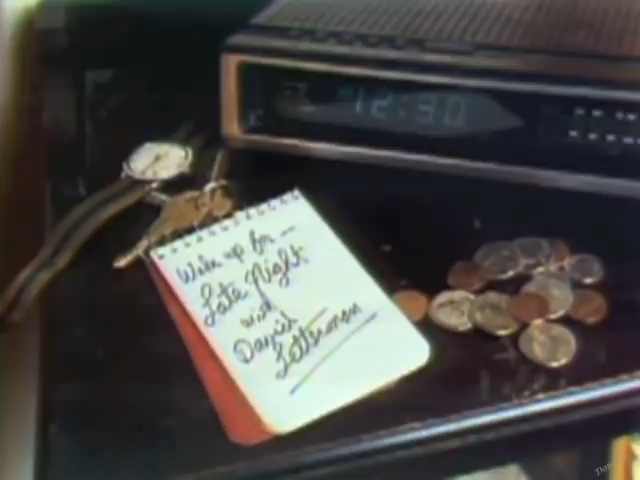 12:30
Wake up for —
Late Night
with
David
Letterman